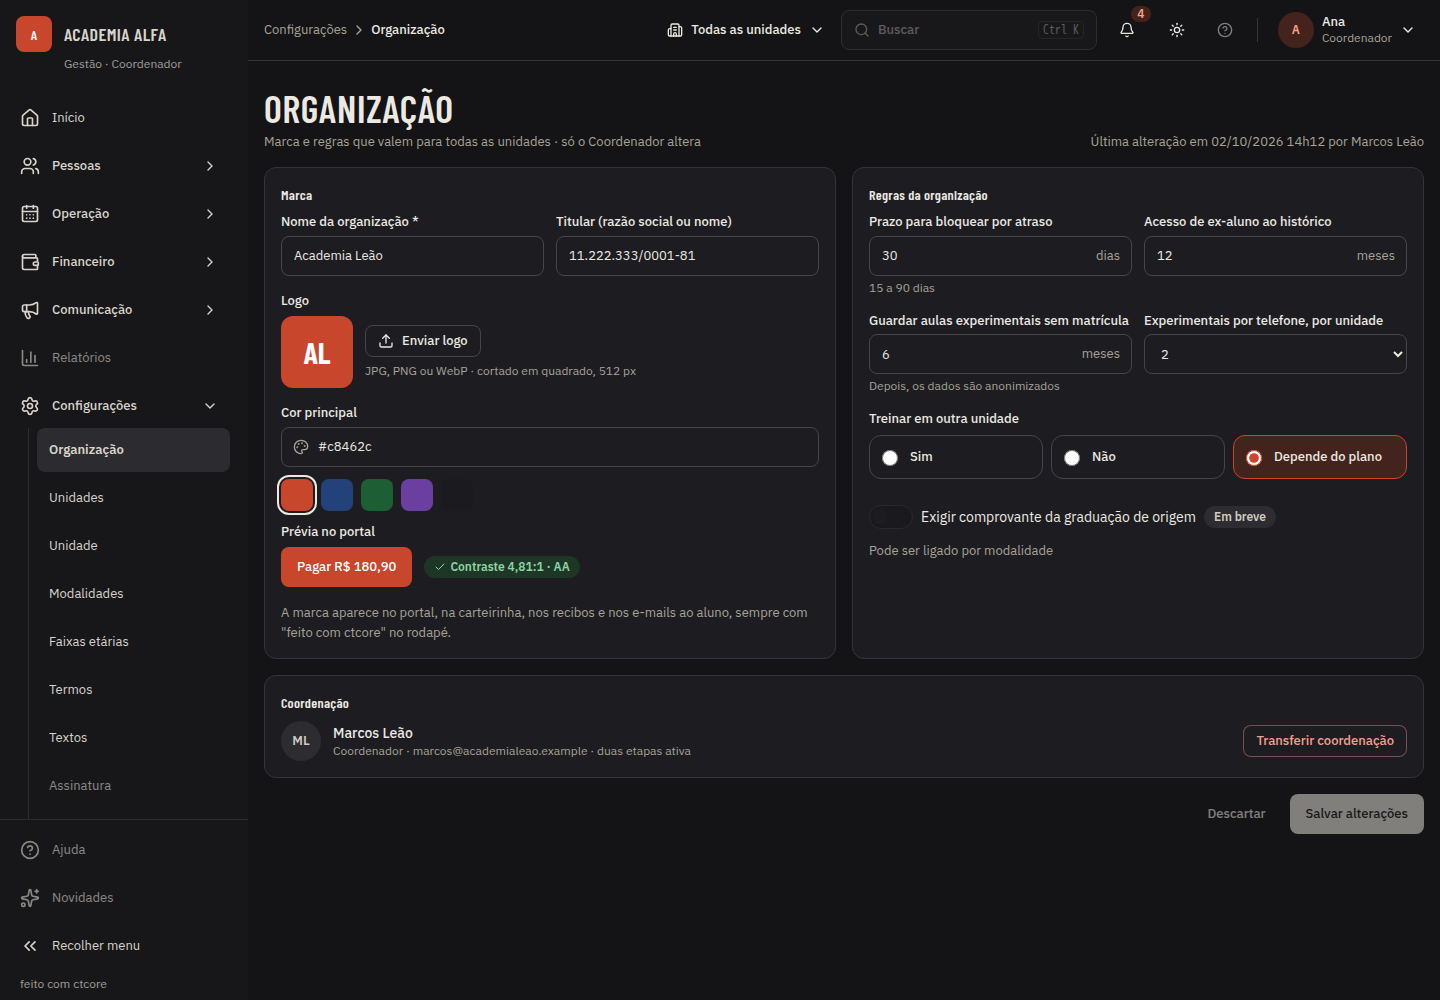 A
ACADEMIA ALFA
Gestão · Coordenador
Início
Pessoas
Operação
Financeiro
Comunicação
Relatórios
Configurações
Organização
Unidades
Unidade
Modalidades
Faixas etárias
Termos
Textos
Assinatura
Ajuda
Novidades
Recolher menu
feito com ctcore
Configurações > Organização
Todas as unidades
Buscar
Ctrl K
4
A
Ana
Coordenador
ORGANIZAÇÃO
Marca e regras que valem para todas as unidades · só o Coordenador altera
Última alteração em 02/10/2026 14h12 por Marcos Leão
Marca
Nome da organização *
Titular (razão social ou nome)
Academia Leão
11.222.333/0001-81
Logo
AL
Enviar logo
JPG, PNG ou WebP · cortado em quadrado, 512 px
Cor principal
#c8462c
Prévia no portal
Pagar R$ 180,90
Contraste 4,81:1 · AA
A marca aparece no portal, na carteirinha, nos recibos e nos e-mails ao aluno, sempre com
"feito com ctcore" no rodapé.
Regras da organização
Prazo para bloquear por atraso
Acesso de ex-aluno ao histórico
30 dias
12 meses
15 a 90 dias
Guardar aulas experimentais sem matrícula
Experimentais por telefone, por unidade
6 meses
2
Depois, os dados são anonimizados
Treinar em outra unidade
Sim
Não
Depende do plano
Exigir comprovante da graduação de origem
Em breve
Pode ser ligado por modalidade
Coordenação
ML
Marcos Leão
Coordenador · marcos@academialeao.example · duas etapas ativa
Transferir coordenação
Descartar
Salvar alterações